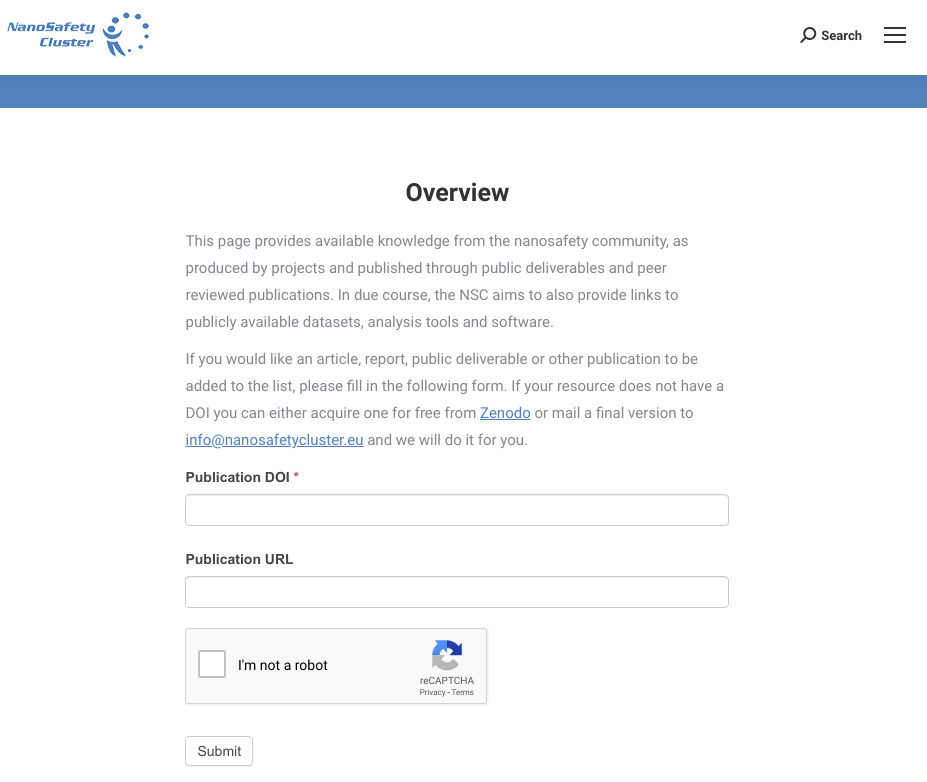 NanoSafety
Cluster
Search
Overview
This page provides available knowledge from the nanosafety community, as
produced by projects and published through public deliverables and peer
reviewed publications. In due course, the NSC aims to also provide links to
publicly available datasets, analysis tools and software.
If you would like an article, report, public deliverable or other publication to be
added to the list, please fill in the following form. If your resource does not have a
DOI you can either acquire one for free from Zenodo or mail a final version to
info@nanosafetycluster.eu and we will do it for you.
Publication DOI *
Publication URL
I'm not a robot
reCAPTCHA
Privacy - Terms
Submit